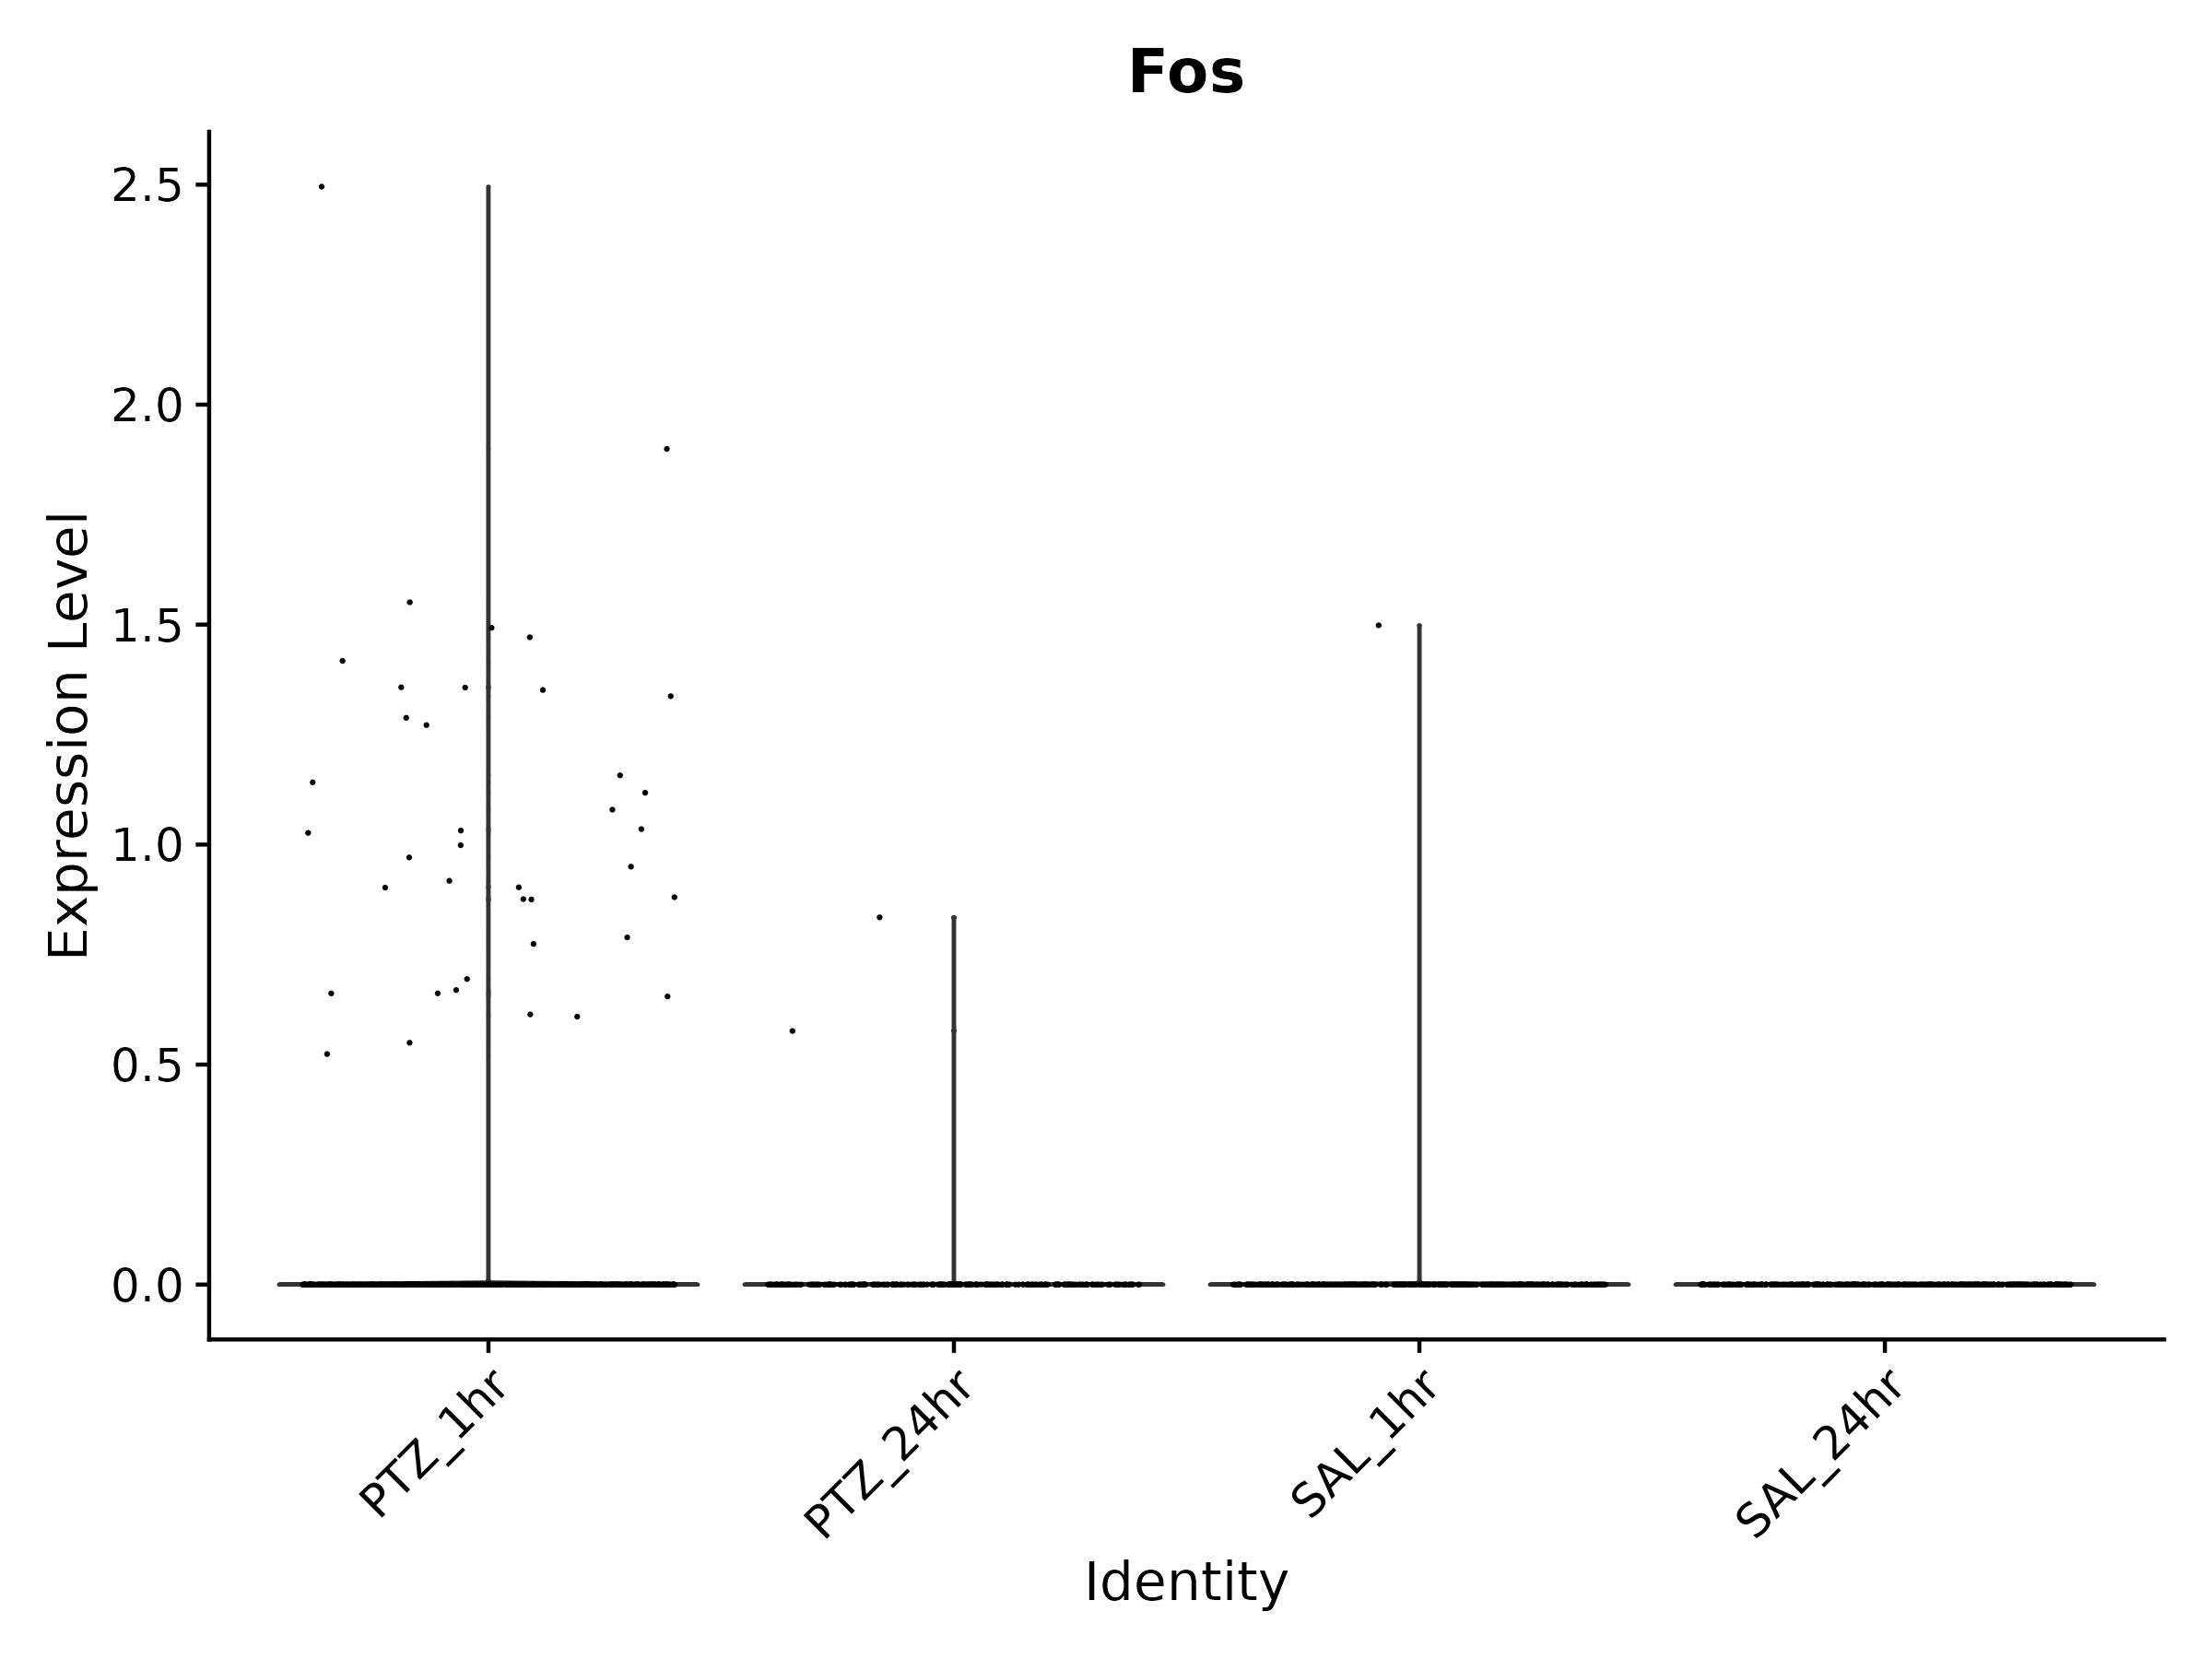 Fos
Expression Level
2.5
2.0
1.5
1.0
0.5
0.0
PTZ_1hr
PTZ_24hr
SAL_1hr
SAL_24hr
Identity